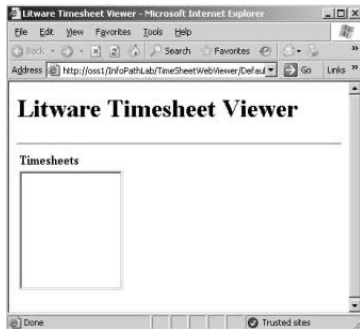 Litware Timesheet Viewer - Microsoft Internet Explorer
File Edit View Favorites Tools Help
Back Search Favorites
Address http://oss1/InfoPathLab/TimeSheetWebViewer/Defaul Go Links
Litware Timesheet Viewer
Timesheets
Done Trusted sites